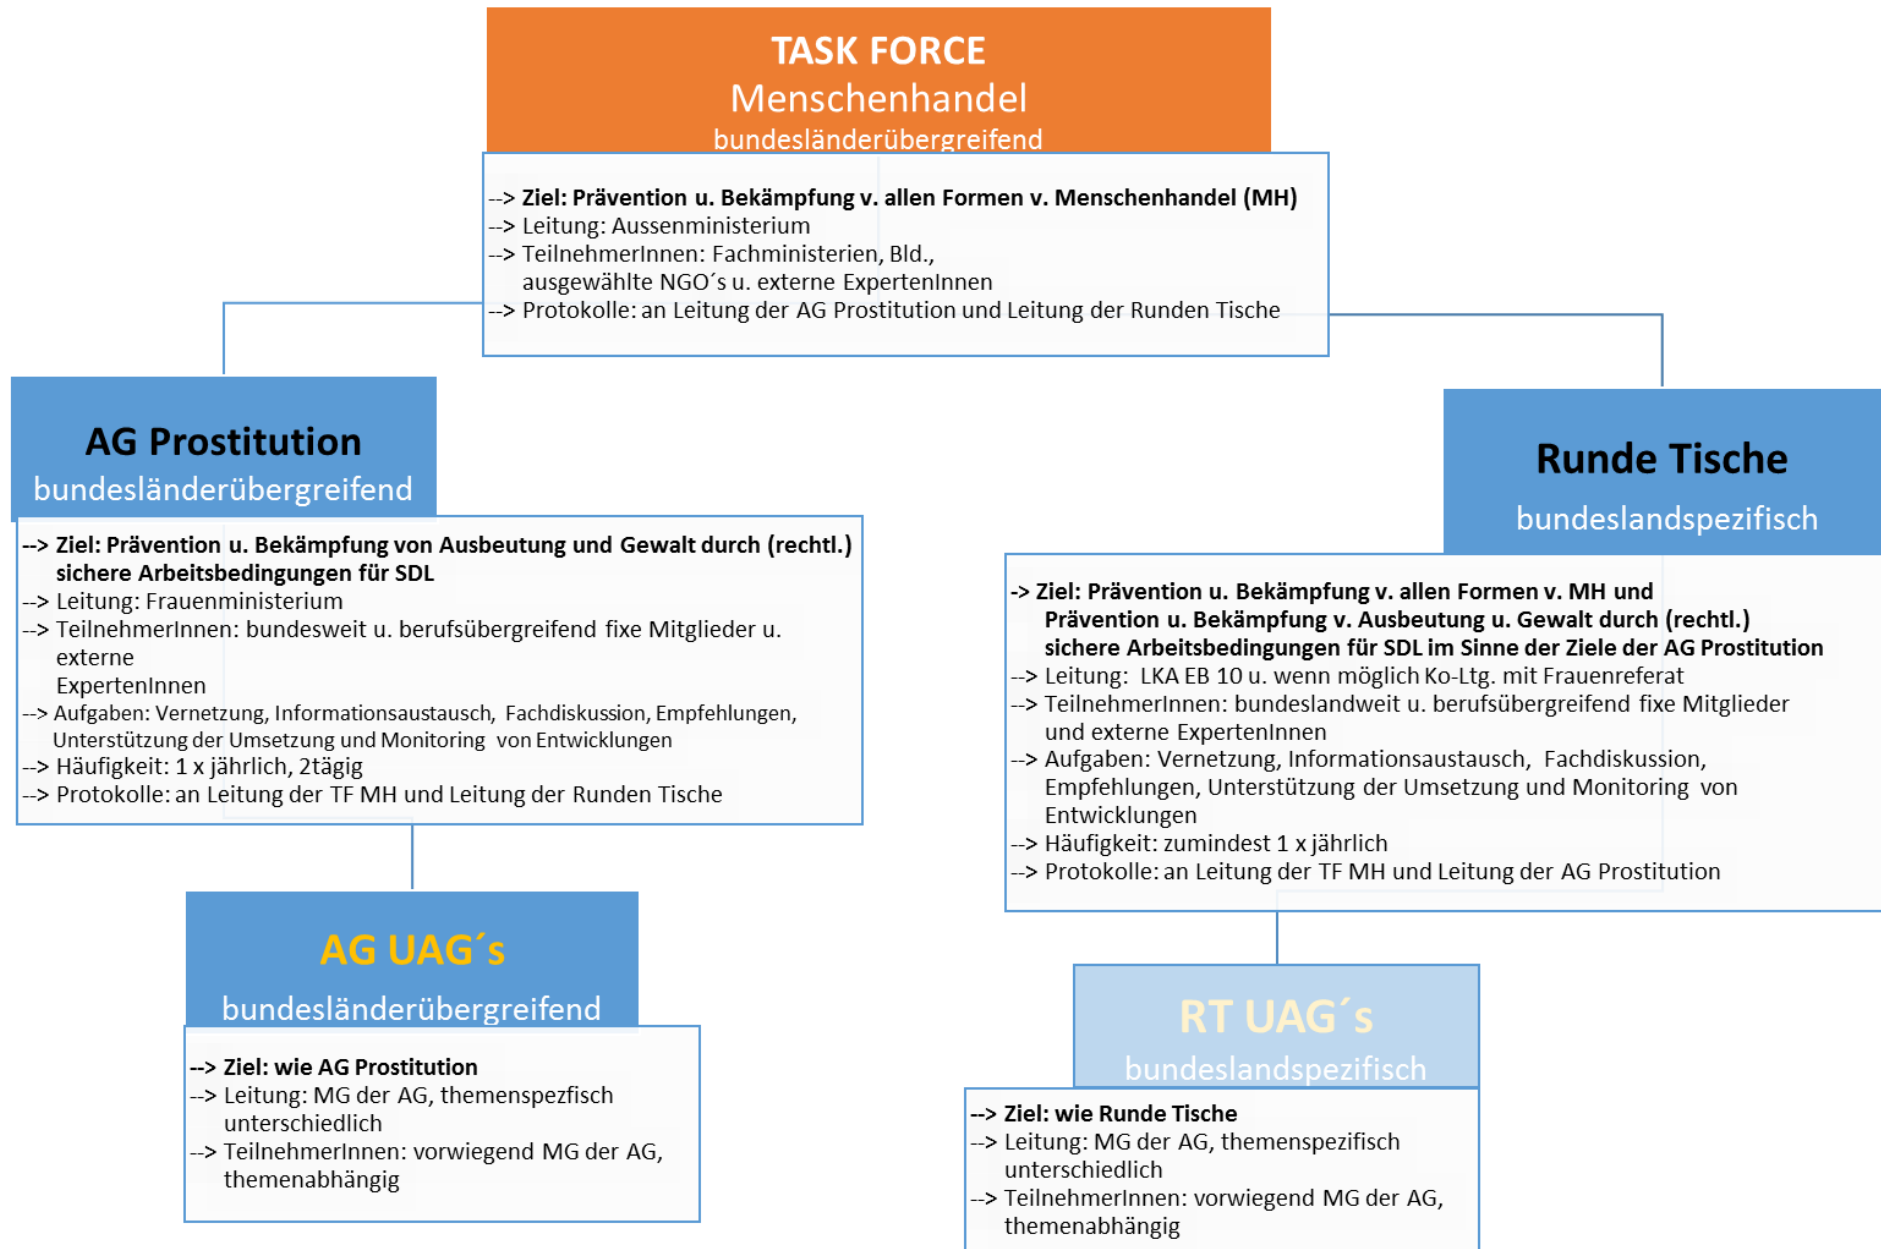 TASK FORCE
Menschenhandel
bundesländerübergreifend
--> Ziel: Prävention u. Bekämpfung v. allen Formen v. Menschenhandel (MH)
--> Leitung: Aussenministerium
--> TeilnehmerInnen: Fachministerien, Bld.,
ausgewählte NGO´s u. externe ExpertenInnen
--> Protokolle: an Leitung der AG Prostitution und Leitung der Runden Tische
AG Prostitution
bundesländerübergreifend
--> Ziel: Prävention u. Bekämpfung von Ausbeutung und Gewalt durch (rechtl.)
sichere Arbeitsbedingungen für SDL
--> Leitung: Frauenministerium
--> TeilnehmerInnen: bundesweit u. berufsübergreifend fixe Mitglieder u.
externe
ExpertenInnen
--> Aufgaben: Vernetzung, Informationsaustausch, Fachdiskussion, Empfehlungen,
Unterstützung der Umsetzung und Monitoring von Entwicklungen
--> Häufigkeit: 1 x jährlich, 2tägig
--> Protokolle: an Leitung der TF MH und Leitung der Runden Tische
Runde Tische
bundeslandspezifisch
-> Ziel: Prävention u. Bekämpfung v. allen Formen v. MH und
Prävention u. Bekämpfung v. Ausbeutung u. Gewalt durch (rechtl.)
sichere Arbeitsbedingungen für SDL im Sinne der Ziele der AG Prostitution
--> Leitung: LKA EB 10 u. wenn möglich Ko-Ltg. mit Frauenreferat
--> TeilnehmerInnen: bundeslandweit u. berufsübergreifend fixe Mitglieder
und externe ExpertenInnen
--> Aufgaben: Vernetzung, Informationsaustausch, Fachdiskussion,
Empfehlungen, Unterstützung der Umsetzung und Monitoring von
Entwicklungen
--> Häufigkeit: zumindest 1 x jährlich
--> Protokolle: an Leitung der TF MH und Leitung der AG Prostitution
AG UAG´s
bundesländerübergreifend
--> Ziel: wie AG Prostitution
--> Leitung: MG der AG, themenspezfisch
unterschiedlich
--> TeilnehmerInnen: vorwiegend MG der AG,
themenabhängig
RT UAG´s
bundeslandspezifisch
--> Ziel: wie Runde Tische
--> Leitung: MG der AG, themenspezifisch
unterschiedlich
--> TeilnehmerInnen: vorwiegend MG der AG,
themenabhängig